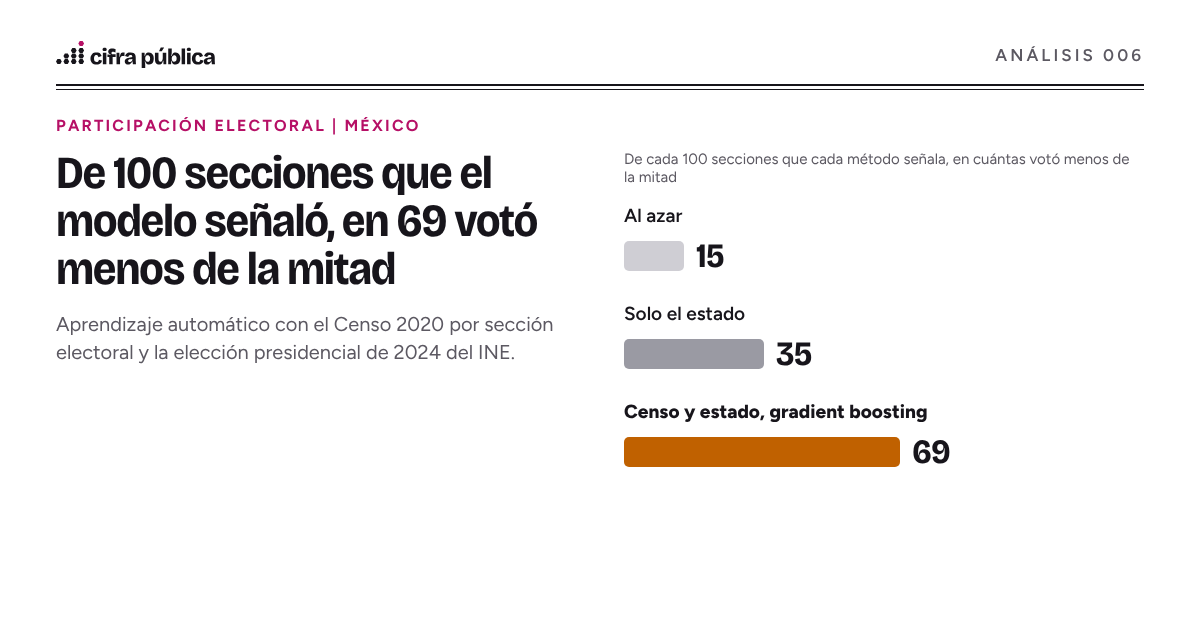 cifra pública
ANÁLISIS 006
PARTICIPACIÓN ELECTORAL | MÉXICO
De 100 secciones que el
modelo señaló, en 69 votó
menos de la mitad
Aprendizaje automático con el Censo 2020 por sección
electoral y la elección presidencial de 2024 del INE.
De cada 100 secciones que cada método señala, en cuántas votó menos de
la mitad
Al azar
15
Solo el estado
35
Censo y estado, gradient boosting
69